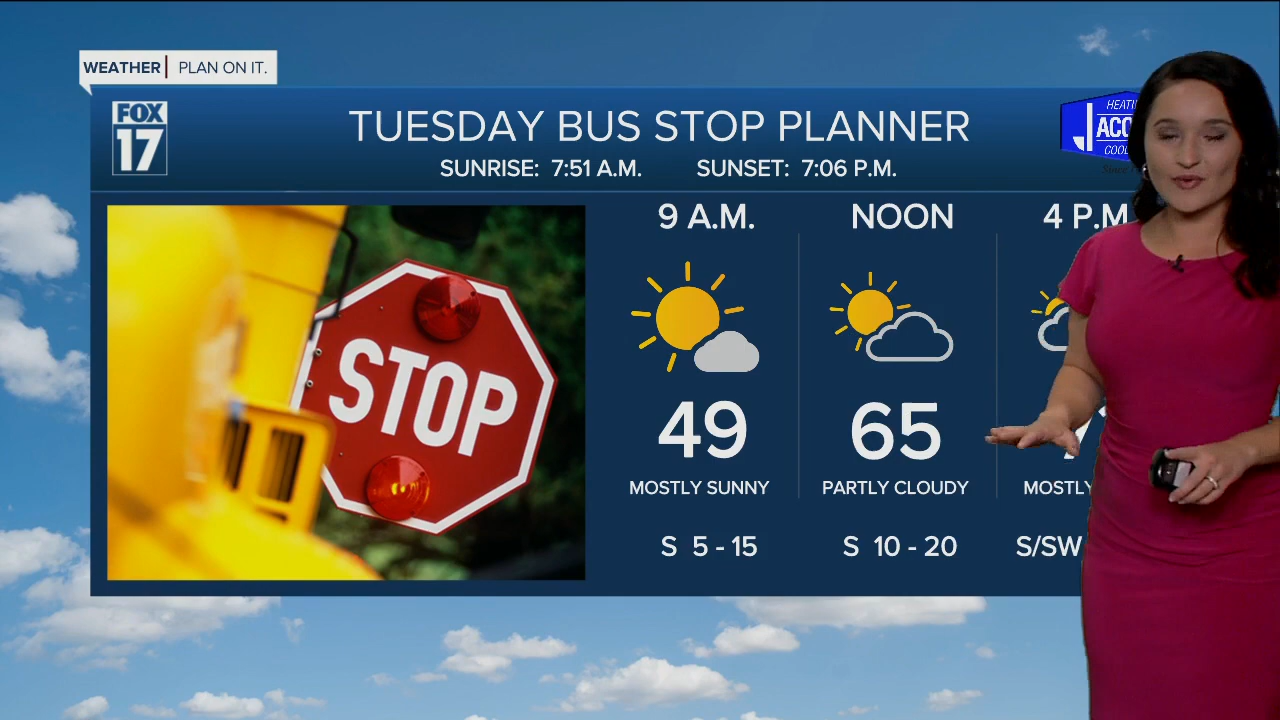 WEATHER | PLAN ON IT.
FOX
17
TUESDAY BUS STOP PLANNER
SUNRISE: 7:51 A.M. SUNSET: 7:06 P.M.
STOP
9 A.M. NOON 4 P.M
49 65
MOSTLY SUNNY PARTLY CLOUDY MOSTLY
S 5 - 15 S 10 - 20 S/SW